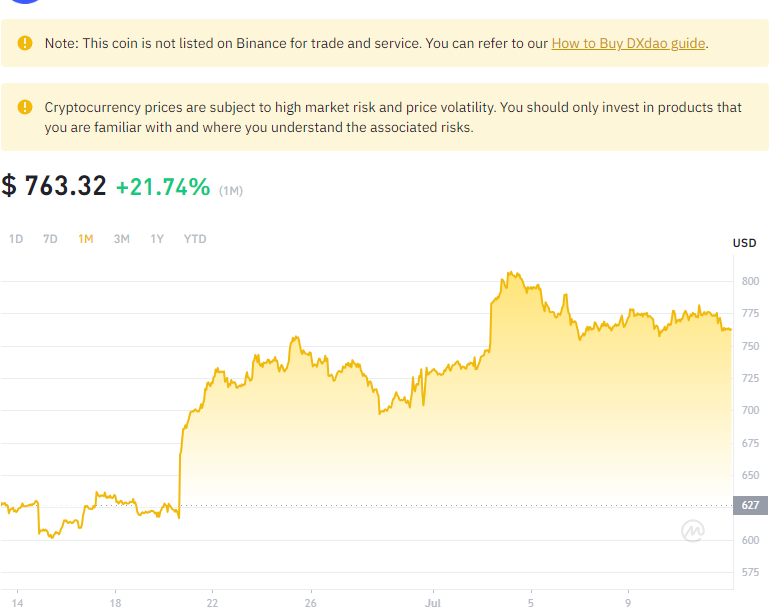 Note: This coin is not listed on Binance for trade and service. You can refer to our How to Buy DXdao guide.
Cryptocurrency prices are subject to high market risk and price volatility. You should only invest in products that
you are familiar with and where you understand the associated risks.
$ 763.32 +21.74% (1M)
1D 7D 1M 3M 1Y YTD
USD
800
775
750
725
700
675
650
627
600
575
14 18 22 26 Jul 5 9